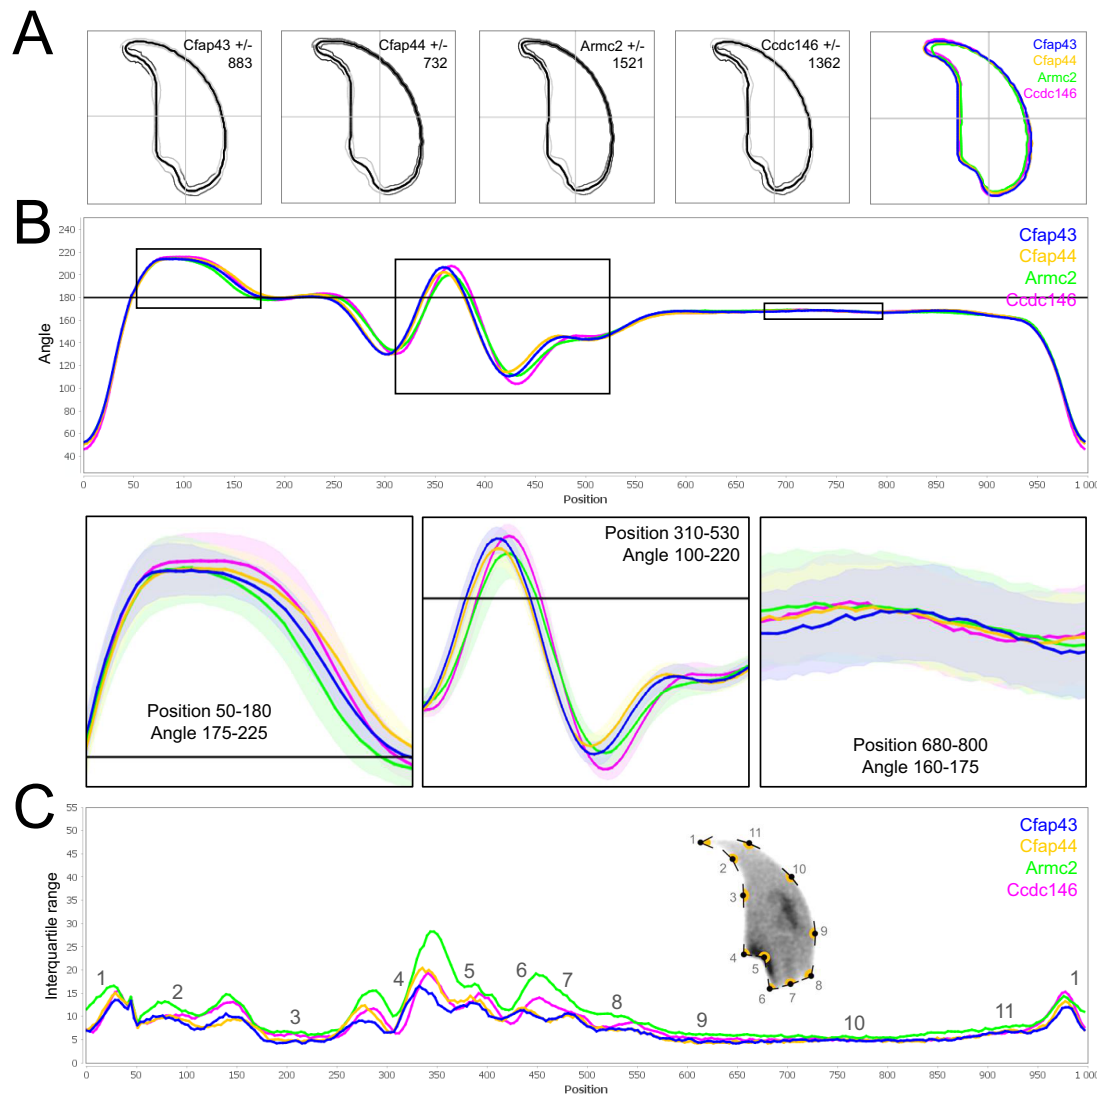 A
Cfap43 +/-
883
Cfap44 +/-
732
Armc2 +/-
1521
Ccdc146 +/-
1362
Cfap43
Cfap44
Armc2
Ccdc146
B
Cfap43
Cfap44
Armc2
Ccdc146
240
220
200
180
160
140
120
100
80
60
40
Angle
0 50 100 150 200 250 300 350 400 450 500 550 600 650 700 750 800 850 900 950 1 000
Position
Position 50-180
Angle 175-225
Position 310-530
Angle 100-220
Position 680-800
Angle 160-175
C
Cfap43
Cfap44
Armc2
Ccdc146
55
50
45
40
35
30
25
20
15
10
5
0
Interquartile range
1 2 3 4 5 6 7 8 9 10 11 1
1 11
2 10
3
9
4 5
6 7 8
0 50 100 150 200 250 300 350 400 450 500 550 600 650 700 750 800 850 900 950 1 000
Position